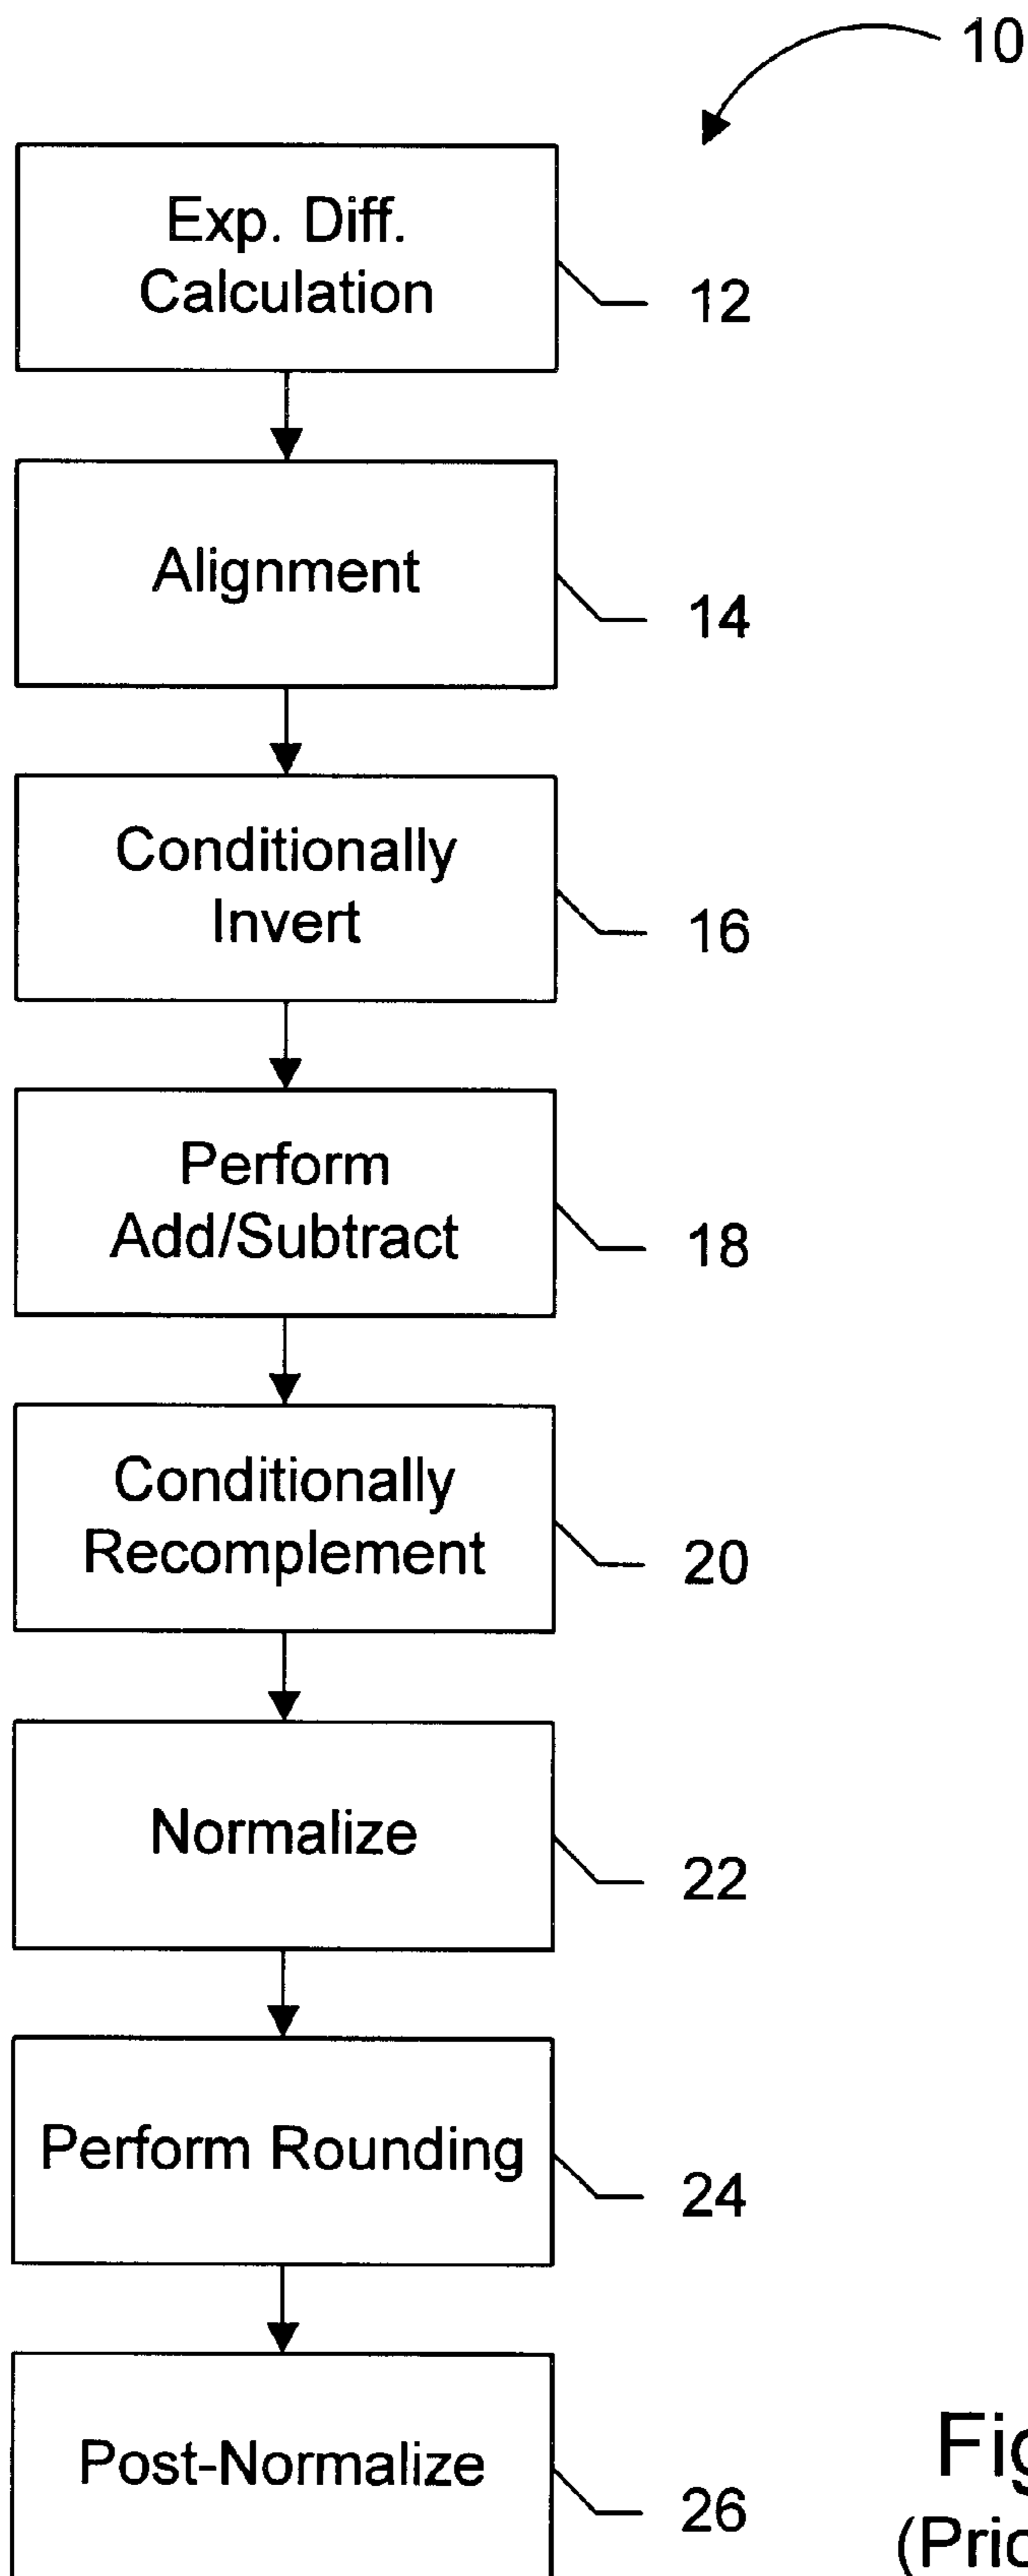 10
Exp. Diff.
Calculation
12
Alignment
14
Conditionally
Invert
16
Perform
Add/Subtract
18
Conditionally
Recomplement
20
Normalize
22
Perform Rounding
24
Post-Normalize
26